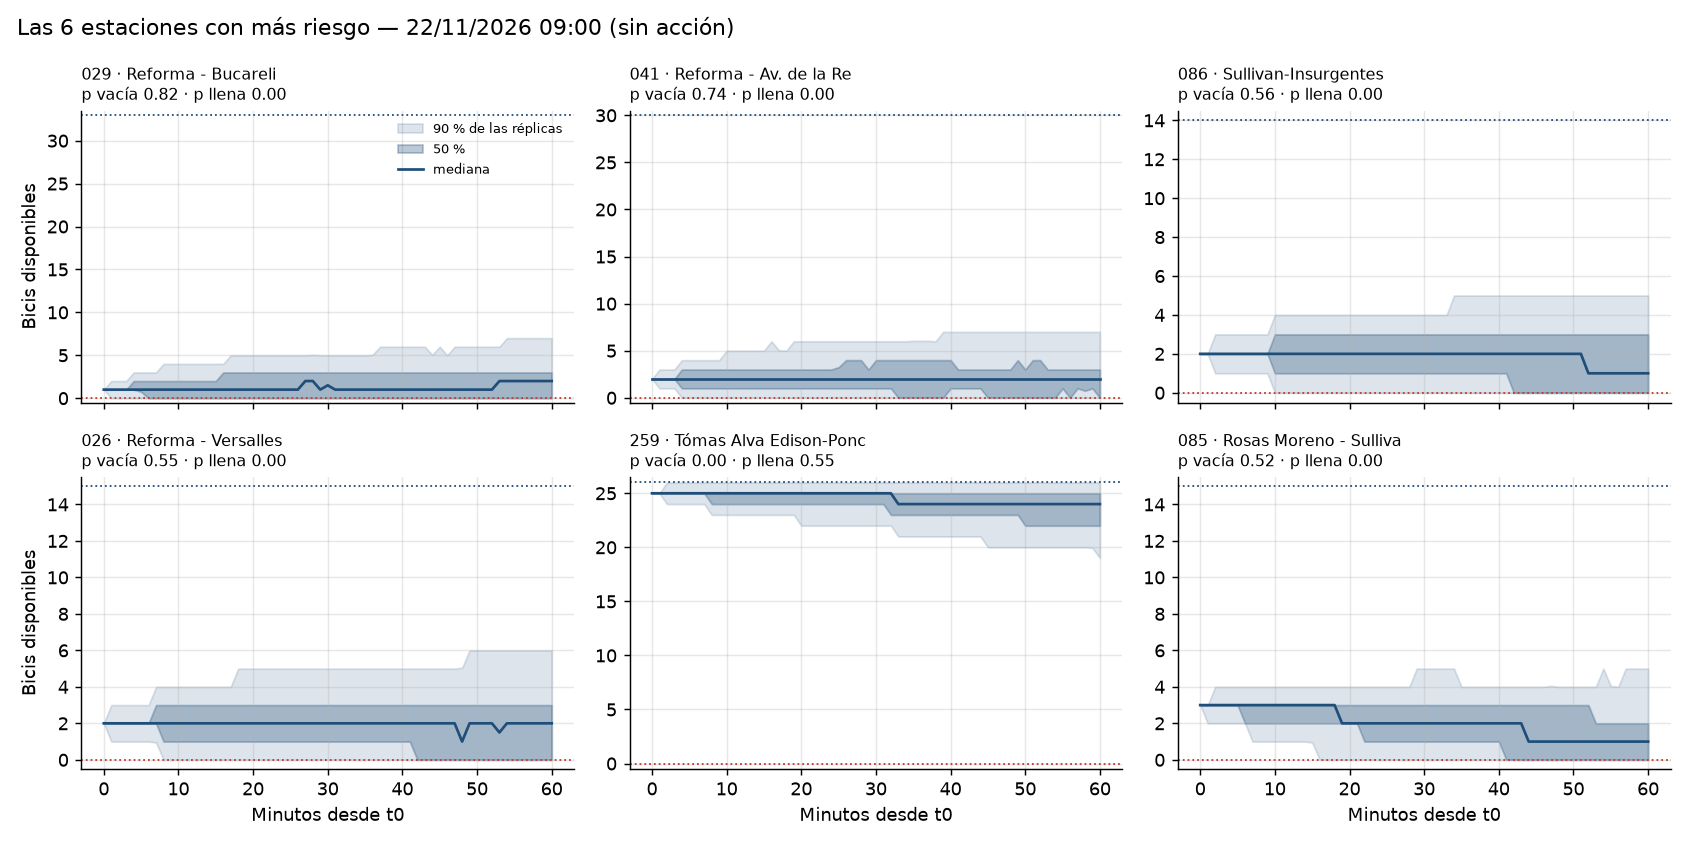 Las 6 estaciones con más riesgo — 22/11/2026 09:00 (sin acción)
029 · Reforma - Bucareli
p vacía 0.82 · p llena 0.00
90 % de las réplicas
50 %
mediana
30
25
20
15
10
5
0
Bicis disponibles
041 · Reforma - Av. de la Re
p vacía 0.74 · p llena 0.00
30
25
20
15
10
5
0
086 · Sullivan-Insurgentes
p vacía 0.56 · p llena 0.00
14
12
10
8
6
4
2
0
026 · Reforma - Versalles
p vacía 0.55 · p llena 0.00
14
12
10
8
6
4
2
0
Bicis disponibles
0 10 20 30 40 50 60
Minutos desde t0
259 · Tómas Alva Edison-Ponc
p vacía 0.00 · p llena 0.55
25
20
15
10
5
0
0 10 20 30 40 50 60
Minutos desde t0
085 · Rosas Moreno - Sulliva
p vacía 0.52 · p llena 0.00
14
12
10
8
6
4
2
0
0 10 20 30 40 50 60
Minutos desde t0